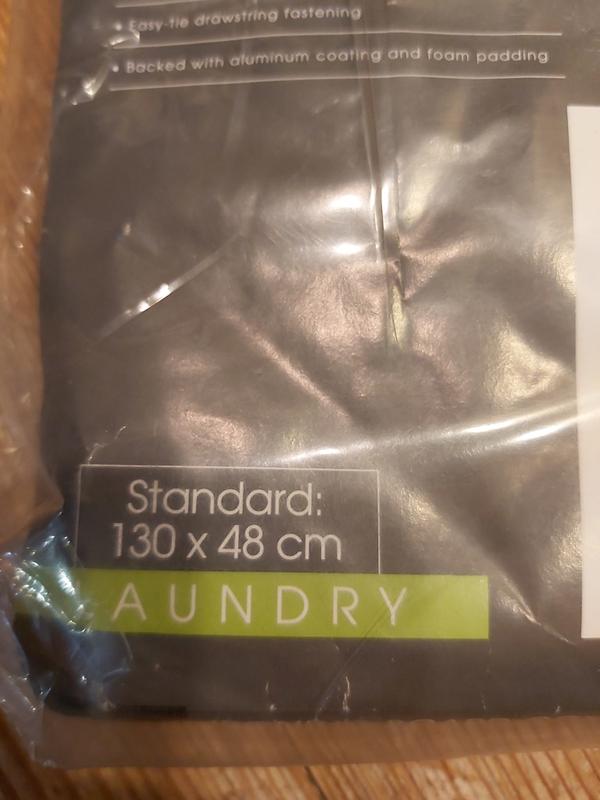 • Easy-tie drawstring fastening
• Backed with aluminum coating and foam padding
Standard:
130 x 48 cm
AUNDRY